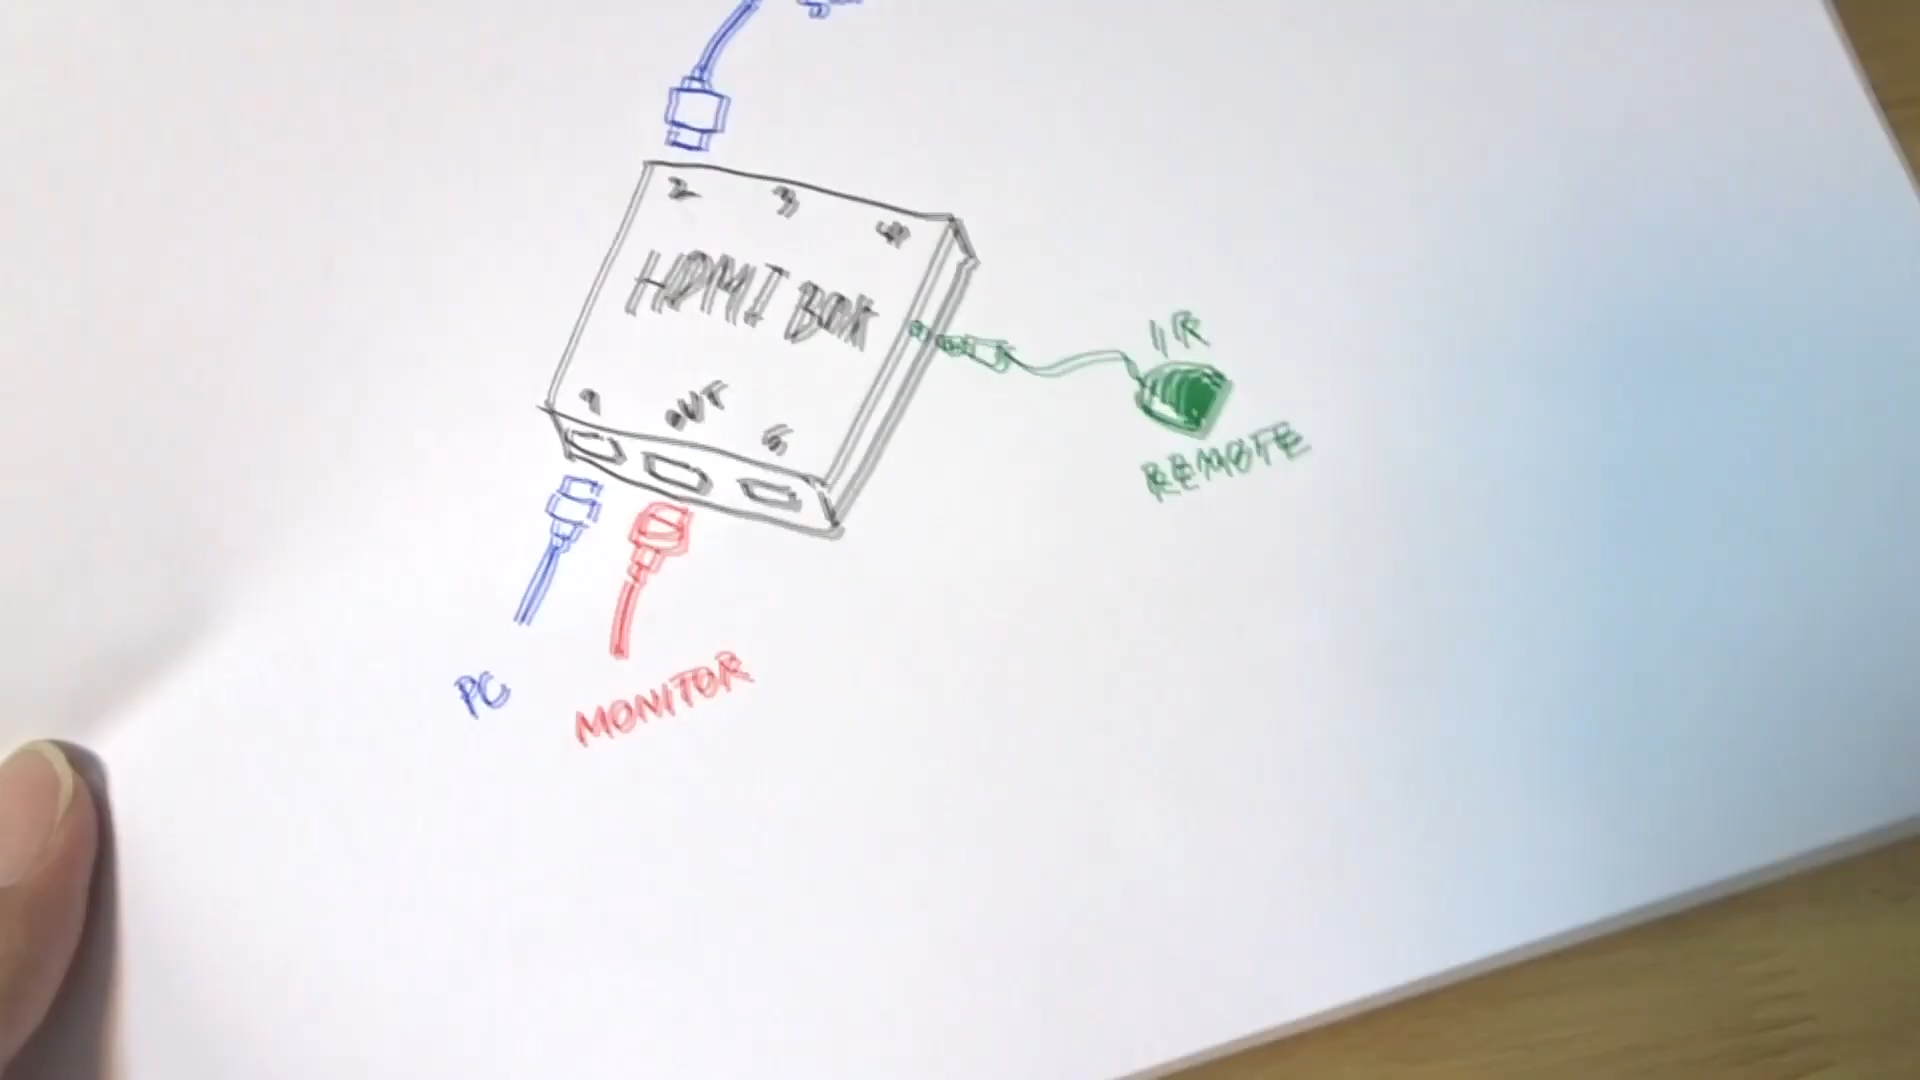 2 3 4
HDMI BOX
1 OUT 5
IR
REMOTE
PC
MONITOR